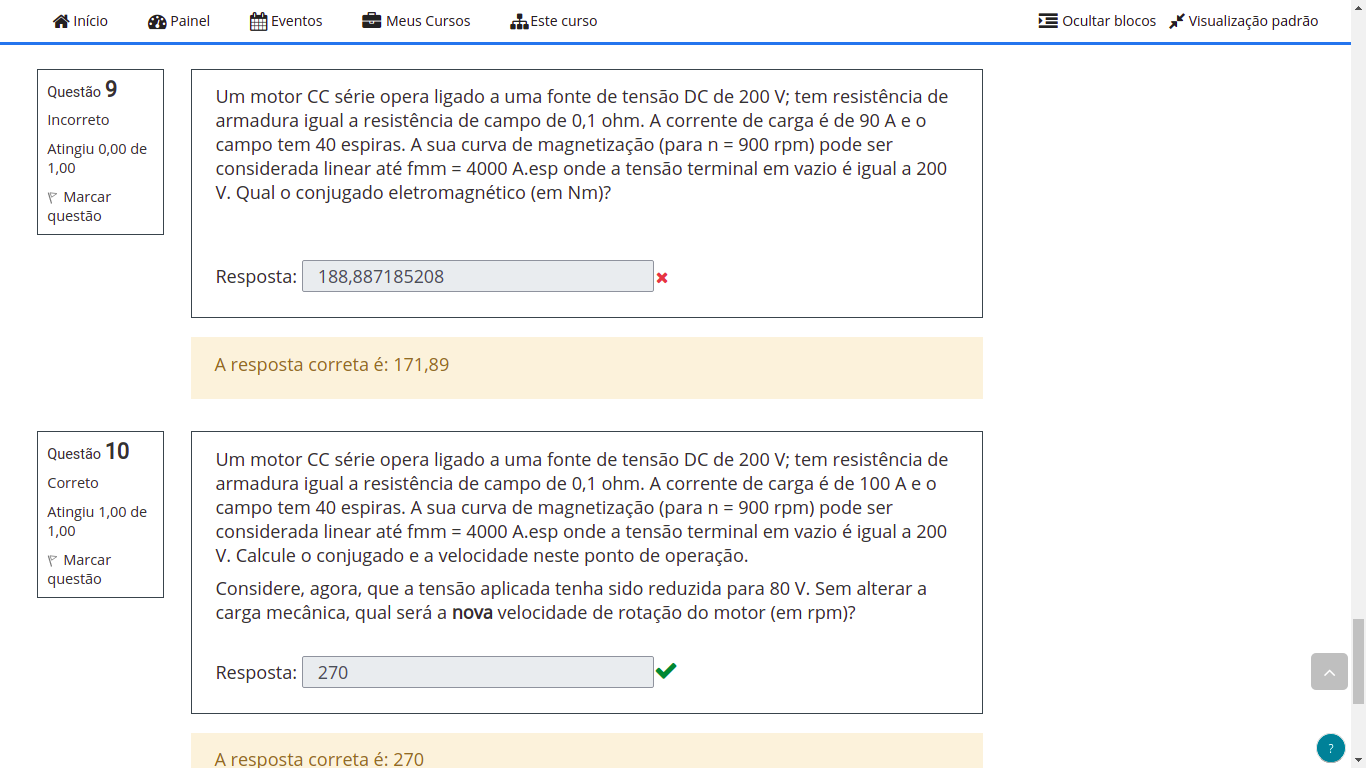 Início Painel Eventos Meus Cursos Este curso Ocultar blocos Visualização padrão
Questão 9
Incorreto
Atingiu 0,00 de
1,00
Marcar
questão
Um motor CC série opera ligado a uma fonte de tensão DC de 200 V; tem resistência de
armadura igual a resistência de campo de 0,1 ohm. A corrente de carga é de 90 A e o
campo tem 40 espiras. A sua curva de magnetização (para n = 900 rpm) pode ser
considerada linear até fmm = 4000 A.esp onde a tensão terminal em vazio é igual a 200
V. Qual o conjugado eletromagnético (em Nm)?
Resposta: 188,887185208
A resposta correta é: 171,89
Questão 10
Correto
Atingiu 1,00 de
1,00
Marcar
questão
Um motor CC série opera ligado a uma fonte de tensão DC de 200 V; tem resistência de
armadura igual a resistência de campo de 0,1 ohm. A corrente de carga é de 100 A e o
campo tem 40 espiras. A sua curva de magnetização (para n = 900 rpm) pode ser
considerada linear até fmm = 4000 A.esp onde a tensão terminal em vazio é igual a 200
V. Calcule o conjugado e a velocidade neste ponto de operação.
Considere, agora, que a tensão aplicada tenha sido reduzida para 80 V. Sem alterar a
carga mecânica, qual será a nova velocidade de rotação do motor (em rpm)?
Resposta: 270
A resposta correta é: 270
?